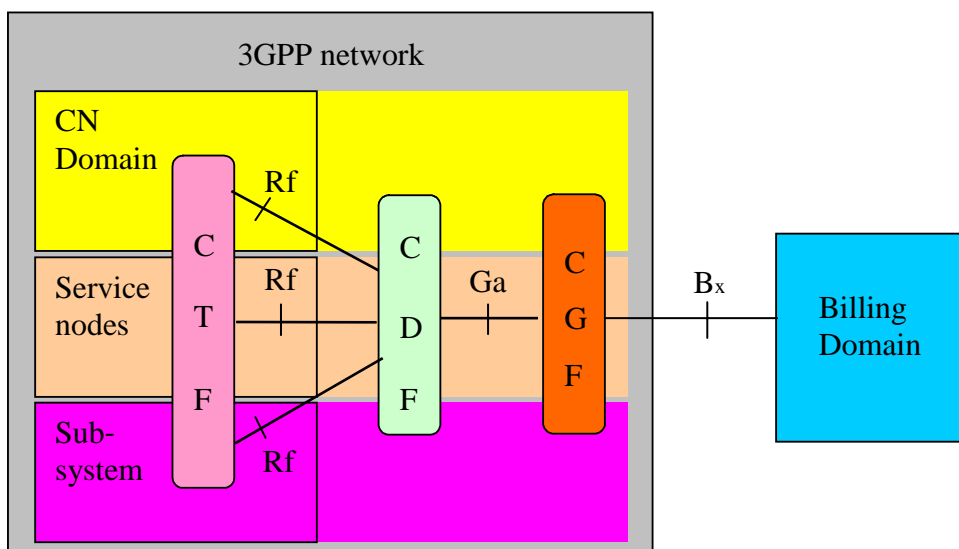 3GPP network
CN
Domain
Rf
C
T
F
Service
nodes
Rf
Sub-
system
Rf
C
D
F
Ga
C
G
F
Bx
Billing
Domain